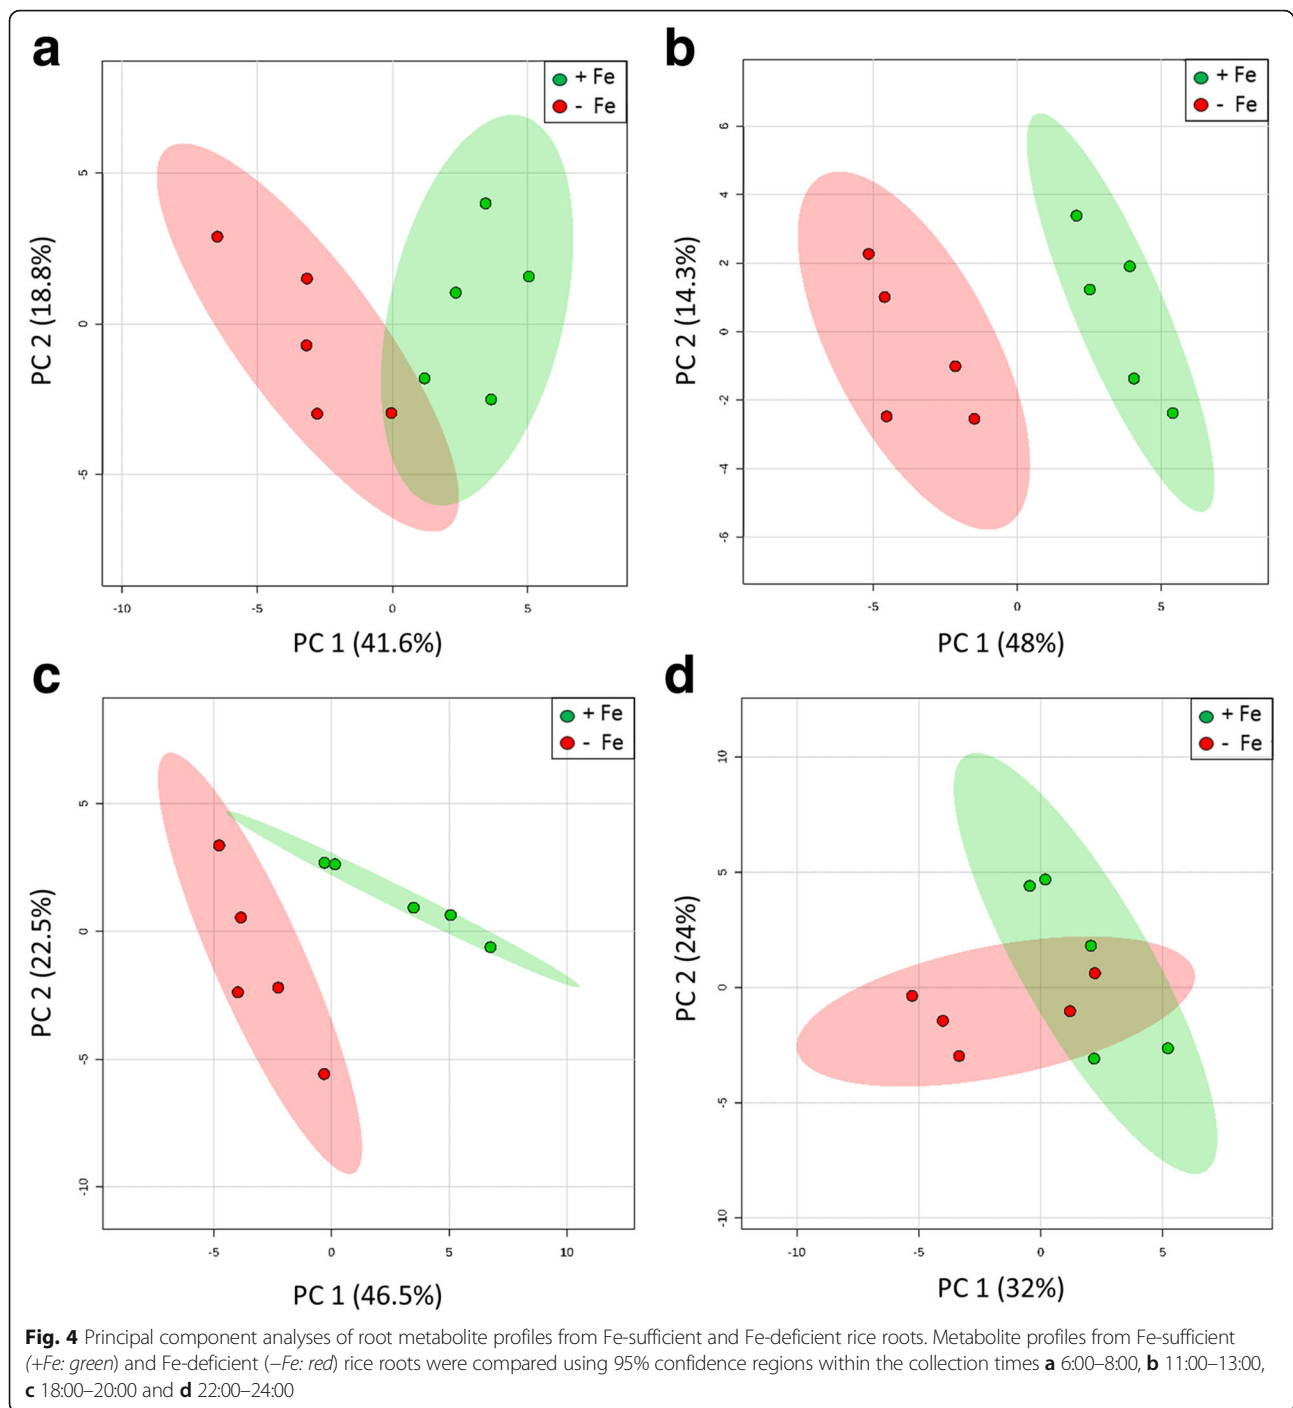 a
+ Fe
- Fe
5
0
-5
-10
-5
0
5
PC 2 (18.8%)
PC 1 (41.6%)
b
+ Fe
- Fe
6
4
2
0
-2
-4
-6
-5
0
5
PC 2 (14.3%)
PC 1 (48%)
c
+ Fe
- Fe
5
0
-5
-10
-5
0
5
10
PC 2 (22.5%)
PC 1 (46.5%)
d
+ Fe
- Fe
10
5
0
-5
-10
-10
-5
0
5
PC 2 (24%)
PC 1 (32%)
Fig. 4 Principal component analyses of root metabolite profiles from Fe-sufficient and Fe-deficient rice roots. Metabolite profiles from Fe-sufficient
(+Fe: green) and Fe-deficient (−Fe: red) rice roots were compared using 95% confidence regions within the collection times a 6:00–8:00, b 11:00–13:00,
c 18:00–20:00 and d 22:00–24:00